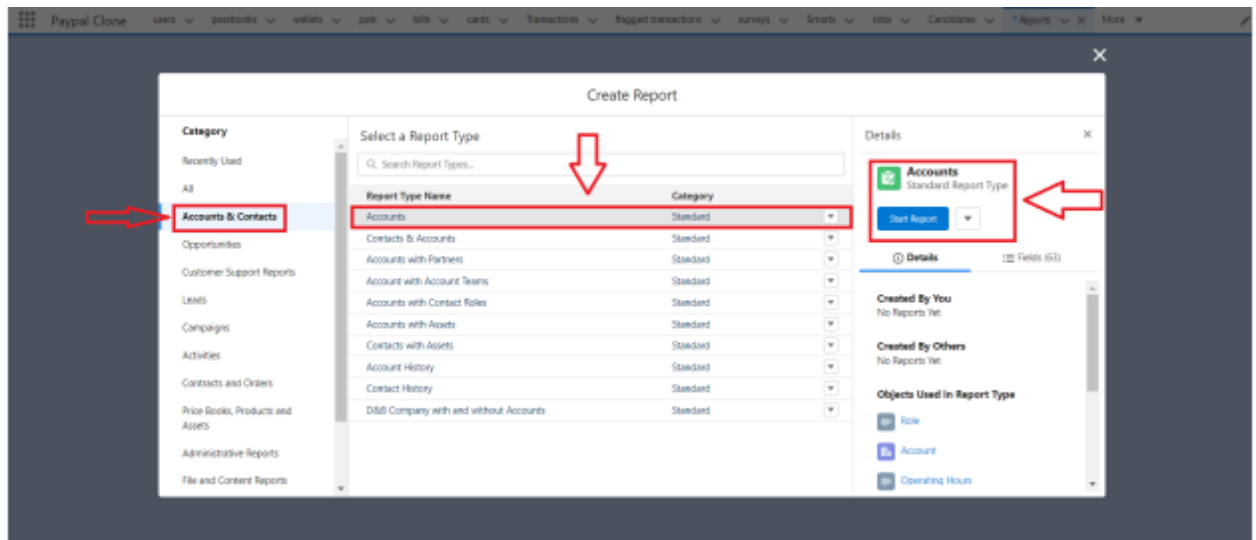 Paypal Clone users passbooks wallets pals bills cards Transactions flagged transactions surveys Smarts Jobs Candidates * Reports More
Create Report
Category
Recently Used
All
Accounts & Contacts
Opportunities
Customer Support Reports
Leads
Campaigns
Activities
Contracts and Orders
Price Books, Products and
Assets
Administrative Reports
File and Content Reports
Select a Report Type
Search Report Types...
Report Type Name Category
Accounts Standard
Contacts & Accounts Standard
Accounts with Partners Standard
Account with Account Teams Standard
Accounts with Contact Roles Standard
Accounts with Assets Standard
Contacts with Assets Standard
Account History Standard
Contact History Standard
D&B Company with and without Accounts Standard
Details
Accounts
Standard Report Type
Start Report
Details Fields (63)
Created By You
No Reports Yet
Created By Others
No Reports Yet
Objects Used in Report Type
Role
Account
Operating Hours